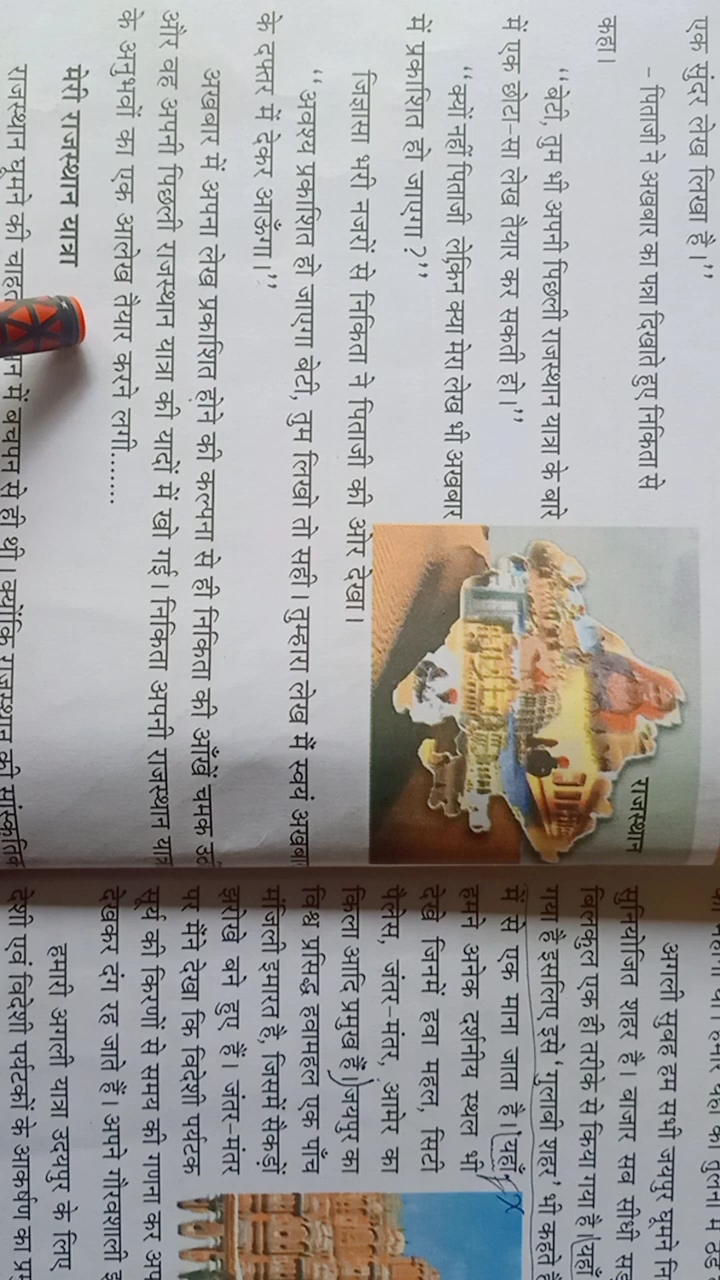 एक सुंदर लेख लिखा है।”
- पिताजी ने अखबार का पन्ना दिखाते हुए निकिता से
कहा।
“बेटी, तुम भी अपनी पिछली राजस्थान यात्रा के बारे
में एक छोटा-सा लेख तैयार कर सकती हो।”
“क्यों नहीं पिताजी लेकिन क्या मेरा लेख भी अखबार
में प्रकाशित हो जाएगा?”
जिज्ञासा भरी नजरों से निकिता ने पिताजी की ओर देखा।
“अवश्य प्रकाशित हो जाएगा बेटी, तुम लिखो तो सही। तुम्हारा लेख मैं स्वयं
के दफ्तर में देकर आऊँगा।”
अखबार में अपना लेख प्रकाशित होने की कल्पना से ही निकिता की आँखें चमक
और वह अपनी पिछली राजस्थान यात्रा की यादों में खो गई। निकिता अपनी राजस्थान
के अनुभवों का एक आलेख तैयार करने लगी.......
मेरी राजस्थान यात्रा
राजस्थान घूमने की में बचपन से ही थी। क्योंकि राजस्थान की सांस्कृतिक
राजस्थान
अगली सुबह हम सभी जयपुर घूमने
सुनियोजित शहर है। बाजार सब सीधी
बिलकुल एक ही तरीके से किया गया है। यहाँ
गया है इसलिए इसे ‘गुलाबी शहर’ भी कहते
में से एक माना जाता है। यहाँ
हमने अनेक दर्शनीय स्थल भी
देखे जिनमें हवा महल, सिटी
पैलेस, जंतर-मंतर, आमेर का
किला आदि प्रमुख हैं। जयपुर का
विश्व प्रसिद्ध हवामहल एक पाँच
मंजिली इमारत है, जिसमें सैकड़ों
झरोखे बने हुए हैं। जंतर-मंतर
पर मैंने देखा कि विदेशी पर्यटक
सूर्य की किरणों से समय की गणना कर
देखकर दंग रह जाते हैं। अपने गौरवशाली
हमारी अगली यात्रा उदयपुर के लिए
देशी एवं विदेशी पर्यटकों के आकर्षण का